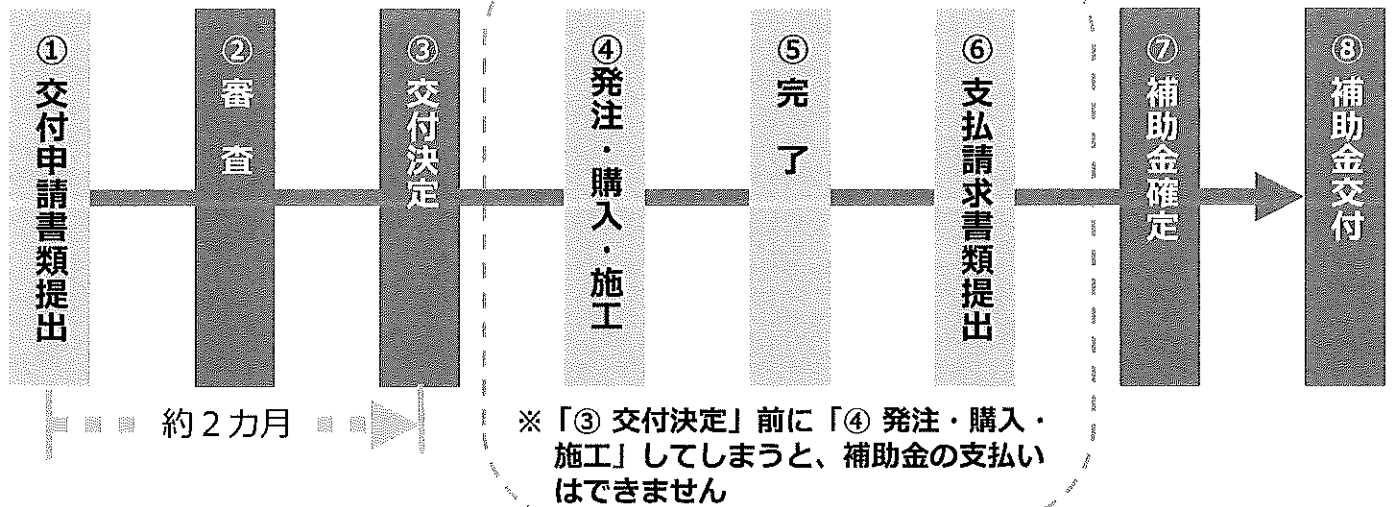 ① 交付申請書類提出
② 審査
③ 交付決定
④ 発注・購入・施工
⑤ 完了
⑥ 支払請求書類提出
⑦ 補助金確定
⑧ 補助金交付
約2カ月
※「③ 交付決定」前に「④ 発注・購入・
施工」してしまうと、補助金の支払い
はできません